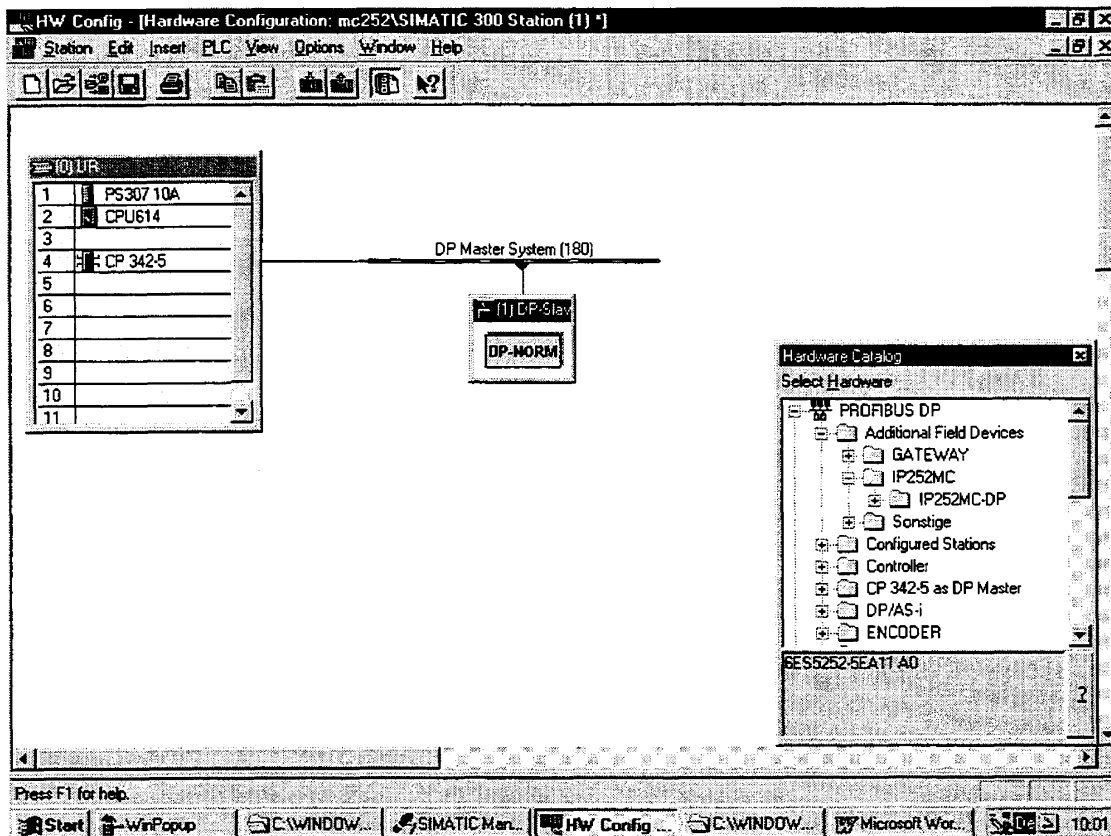 HW Config - [Hardware Configuration: mc252\SIMATIC 300 Station (1) *]
Station Edit Insert PLC View Options Window Help
(0) UR
1 PS307 10A
2 CPU614
3
4 CP 342-5
5
6
7
8
9
10
11
DP Master System (180)
(1) DP-Slav
DP-NORM
Hardware Catalog
Select Hardware
PROFIBUS DP
Additional Field Devices
GATEWAY
IP252MC
IP252MC-DP
Sonstige
Configured Stations
Controller
CP 342-5 as DP Master
DP/AS-i
ENCODER
6ES5252-5EA11 A0
?
Press F1 for help.
Start WinPopup C:\WINDOW... SIMATIC Man... HW Config ... C:\WINDOW... Microsoft Wor... De 10:01